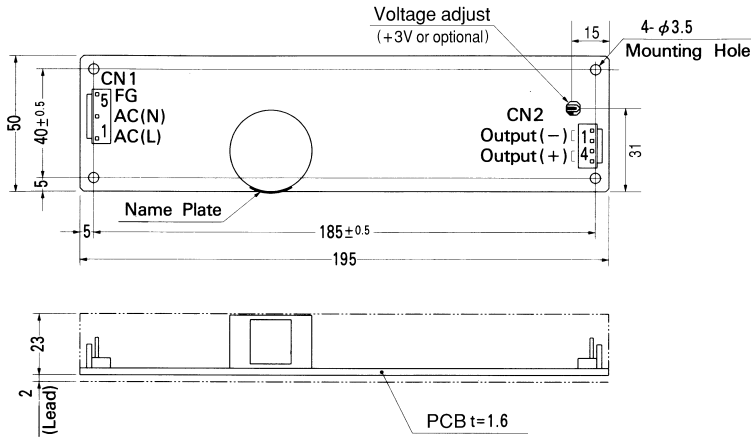 Voltage adjust
(+3V or optional)
15
4-φ3.5
Mounting Hole
CN1
5 FG
AC(N)
1 AC(L)
CN2
Output(−) 1
Output(+) 4
50
40±0.5
5
31
Name Plate
5
185±0.5
195
23
2
(Lead)
PCB t=1.6